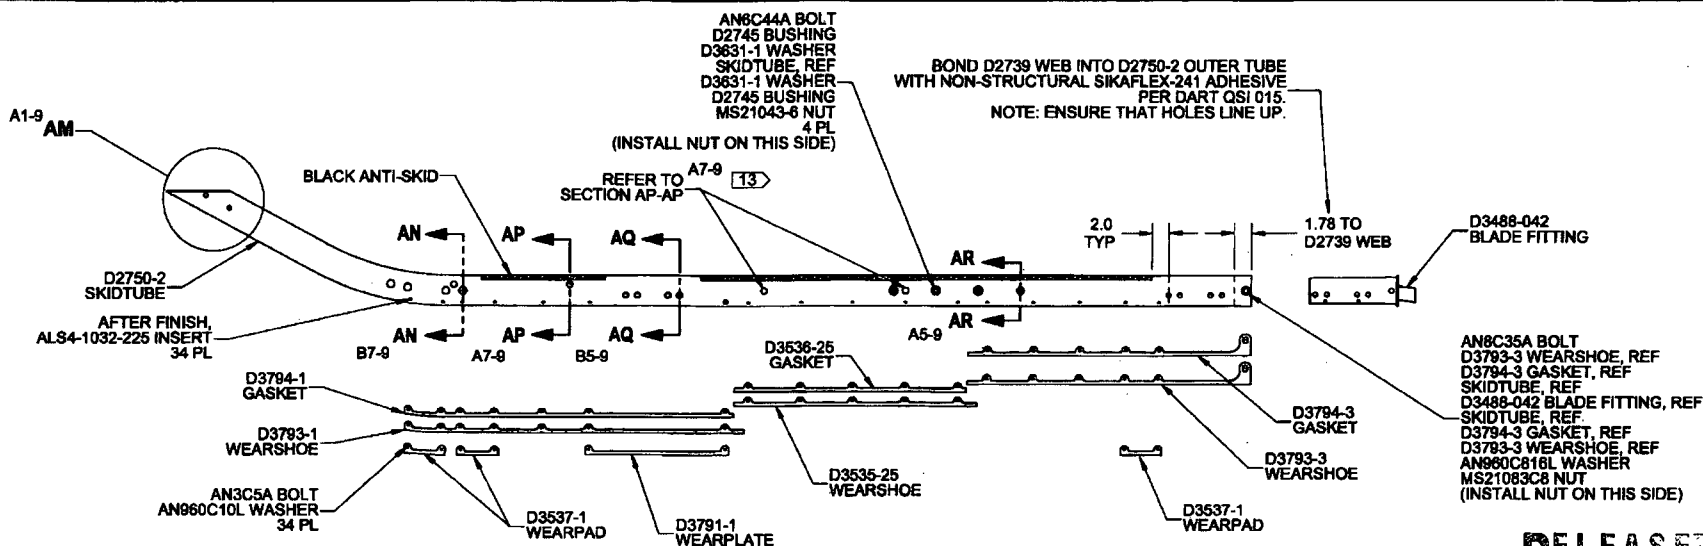 AN6C44A BOLT
D2745 BUSHING
D3631-1 WASHER
SKIDTUBE, REF
D3631-1 WASHER
D2745 BUSHING
MS21043-6 NUT
4 PL
(INSTALL NUT ON THIS SIDE)
BOND D2739 WEB INTO D2750-2 OUTER TUBE
WITH NON-STRUCTURAL SIKAFLEX-241 ADHESIVE
PER DART QSI 015.
NOTE: ENSURE THAT HOLES LINE UP.
A1-9
AM
BLACK ANTI-SKID
REFER TO
SECTION AP-AP
A7-9
13
AN
AP
AQ
AR
2.0
TYP
1.78 TO
D2739 WEB
D3488-042
BLADE FITTING
D2750-2
SKIDTUBE
AFTER FINISH,
ALS4-1032-225 INSERT
34 PL
AN
AP
AQ
AR
B7-9
A7-9
B5-9
A5-9
D3794-1
GASKET
D3793-1
WEARSHOE
AN3C5A BOLT
AN960C10L WASHER
34 PL
D3537-1
WEARPAD
D3791-1
WEARPLATE
D3536-25
GASKET
D3535-25
WEARSHOE
D3794-3
GASKET
D3793-3
WEARSHOE
D3537-1
WEARPAD
AN8C35A BOLT
D3793-3 WEARSHOE, REF
D3794-3 GASKET, REF
SKIDTUBE, REF
D3488-042 BLADE FITTING, REF
SKIDTUBE, REF.
D3794-3 GASKET, REF
D3793-3 WEARSHOE, REF
AN960C816L WASHER
MS21083C8 NUT
(INSTALL NUT ON THIS SIDE)